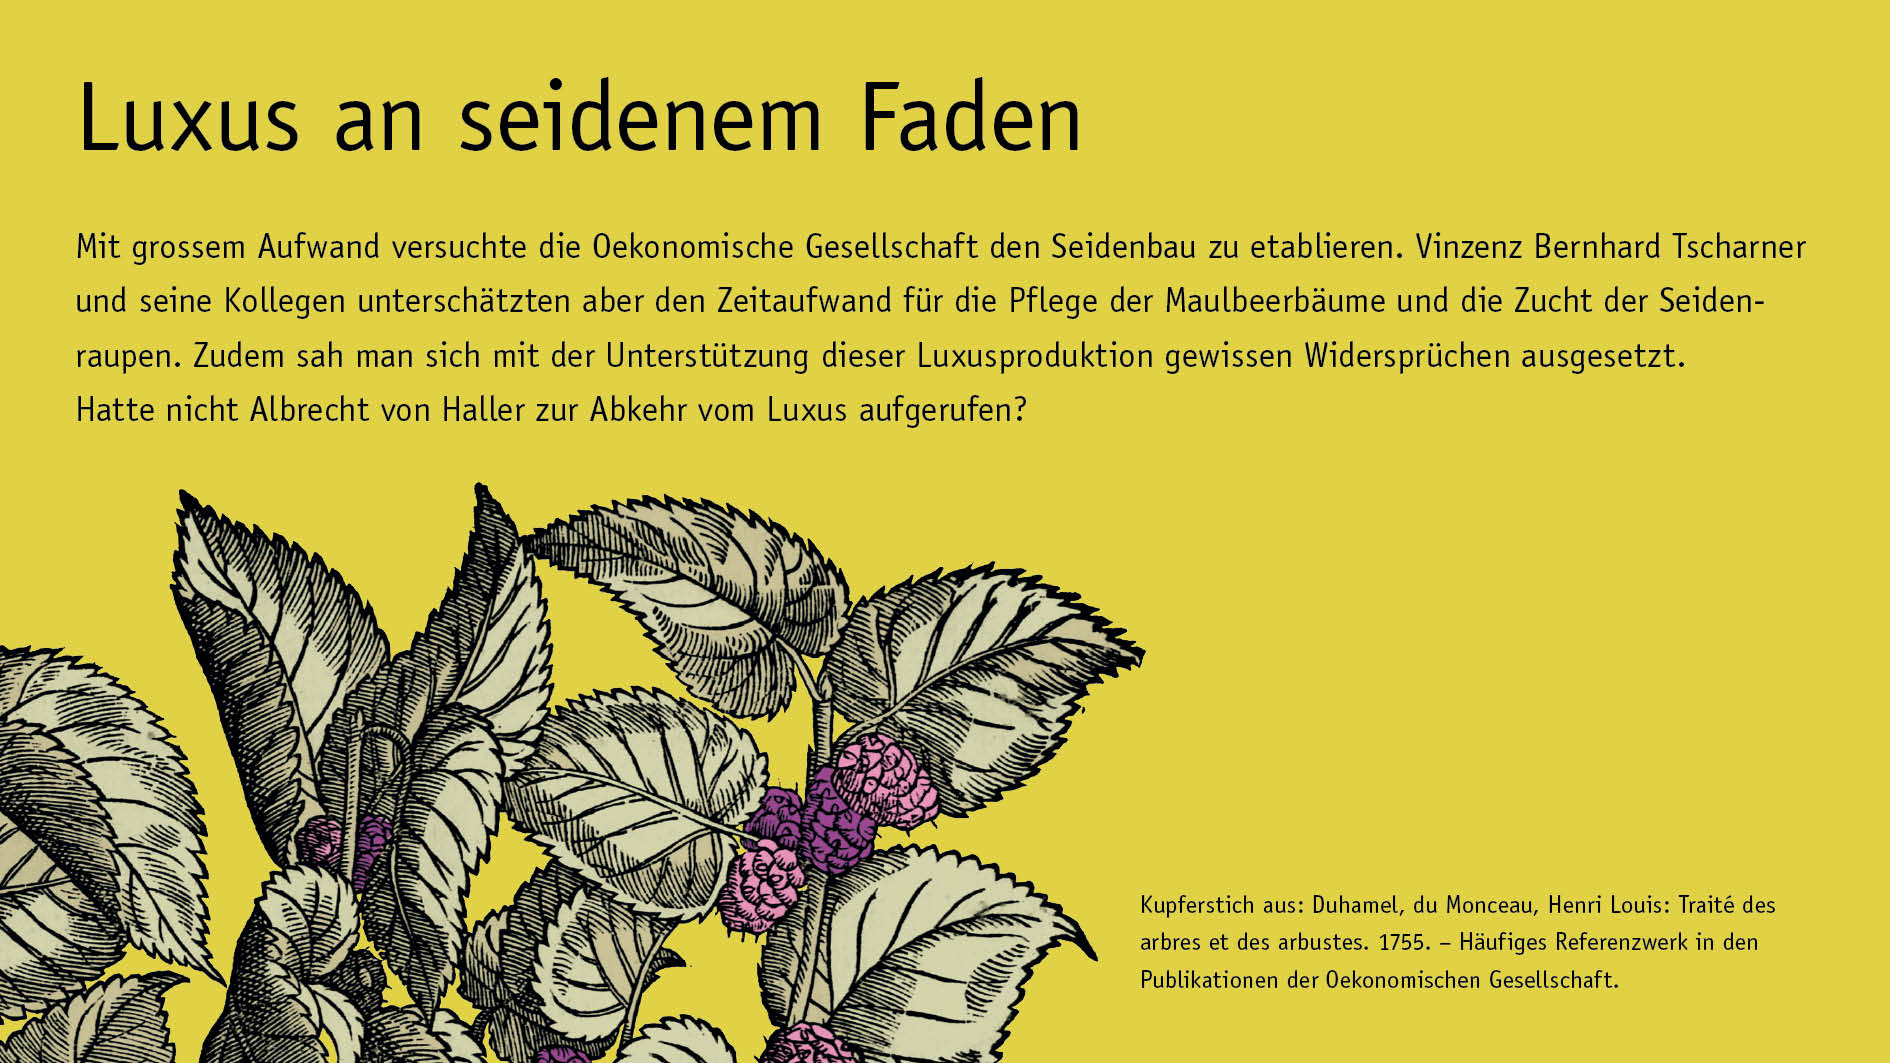 Luxus an seidenem Faden
Mit grossem Aufwand versuchte die Oekonomische Gesellschaft den Seidenbau zu etablieren. Vinzenz Bernhard Tscharner
und seine Kollegen unterschätzten aber den Zeitaufwand für die Pflege der Maulbeerbäume und die Zucht der Seiden-
raupen. Zudem sah man sich mit der Unterstützung dieser Luxusproduktion gewissen Widersprüchen ausgesetzt.
Hatte nicht Albrecht von Haller zur Abkehr vom Luxus aufgerufen?
Kupferstich aus: Duhamel, du Monceau, Henri Louis: Traité des
arbres et des arbustes. 1755. – Häufiges Referenzwerk in den
Publikationen der Oekonomischen Gesellschaft.